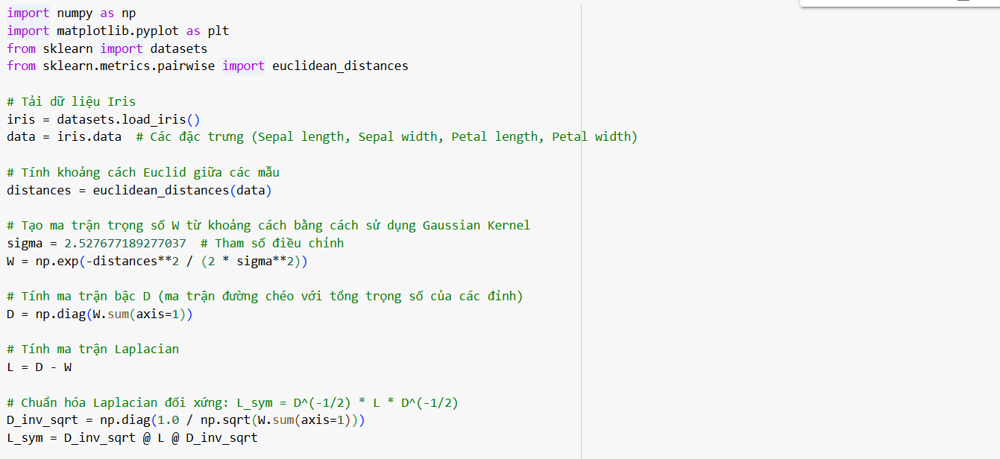 import numpy as np
import matplotlib.pyplot as plt
from sklearn import datasets
from sklearn.metrics.pairwise import euclidean_distances
# Tải dữ liệu Iris
iris = datasets.load_iris()
data = iris.data  # Các đặc trưng (Sepal length, Sepal width, Petal length, Petal width)
# Tính khoảng cách Euclid giữa các mẫu
distances = euclidean_distances(data)
# Tạo ma trận trọng số W từ khoảng cách bằng cách sử dụng Gaussian Kernel
sigma = 2.527677189277037  # Tham số điều chỉnh
W = np.exp(-distances**2 / (2 * sigma**2))
# Tính ma trận bậc D (ma trận đường chéo với tổng trọng số của các đỉnh)
D = np.diag(W.sum(axis=1))
# Tính ma trận Laplacian
L = D - W
# Chuẩn hóa Laplacian đối xứng: L_sym = D^(-1/2) * L * D^(-1/2)
D_inv_sqrt = np.diag(1.0 / np.sqrt(W.sum(axis=1)))
L_sym = D_inv_sqrt @ L @ D_inv_sqrt